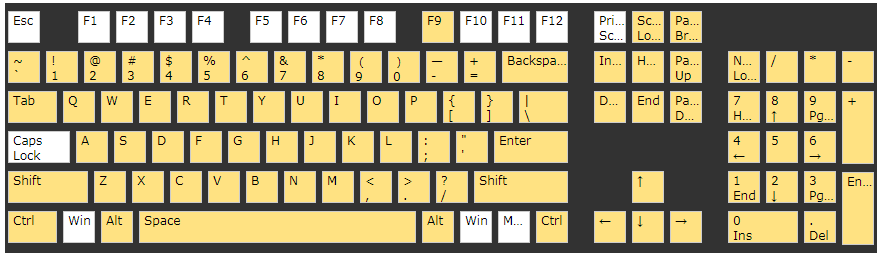 Esc F1 F2 F3 F4 F5 F6 F7 F8 F9 F10 F11 F12 Pri... Sc... Pa...
Sc... Lo... Br...
~ ! @ # $ % ^ & * ( ) — + Backspa... In... H... Pa... N... / * -
` 1 2 3 4 5 6 7 8 9 0 - = Up Lo...
Tab Q W E R T Y U I O P { } | D... End Pa... 7 8 9 +
[ ] \ D... H... ↑ Pg...
Caps A S D F G H J K L : " Enter 4 5 6
Lock ; ' ← →
Shift Z X C V B N M < > ? Shift ↑ 1 2 3 En...
, . / End ↓ Pg...
Ctrl Win Alt Space Alt Win M... Ctrl ← ↓ → 0 .
Ins Del